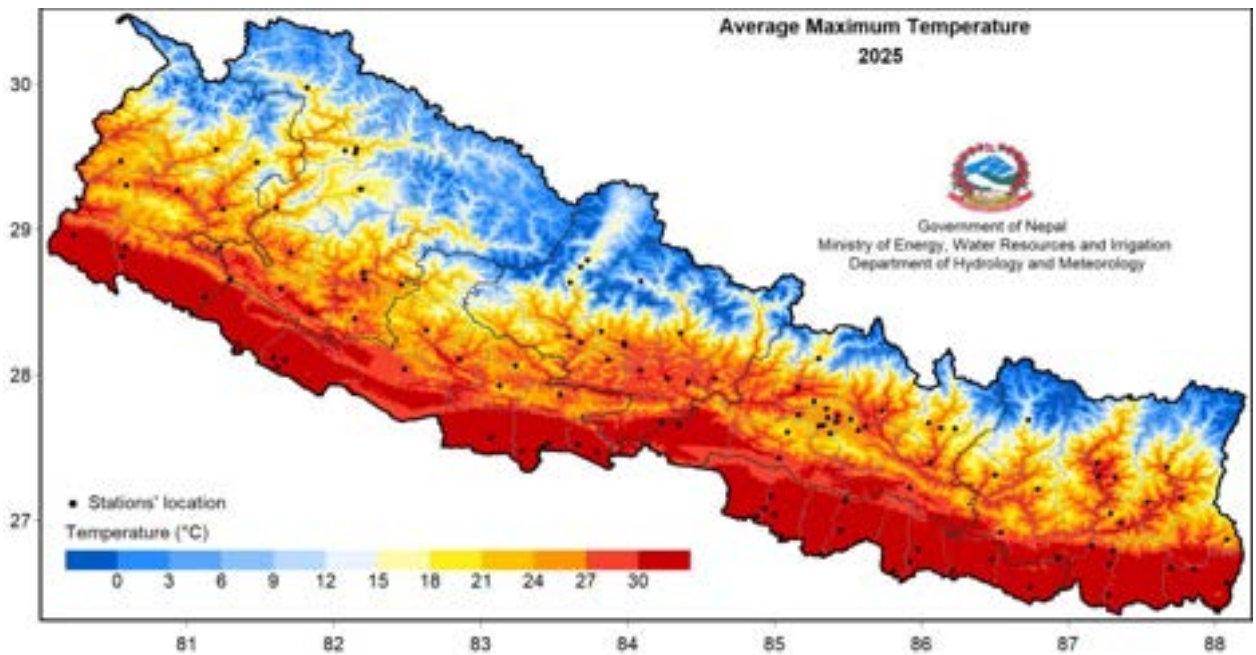 Average Maximum Temperature
2025
Government of Nepal
Ministry of Energy, Water Resources and Irrigation
Department of Hydrology and Meteorology
30
29
28
27
Stations' location
Temperature (°C)
0 3 6 9 12 15 18 21 24 27 30
81 82 83 84 85 86 87 88